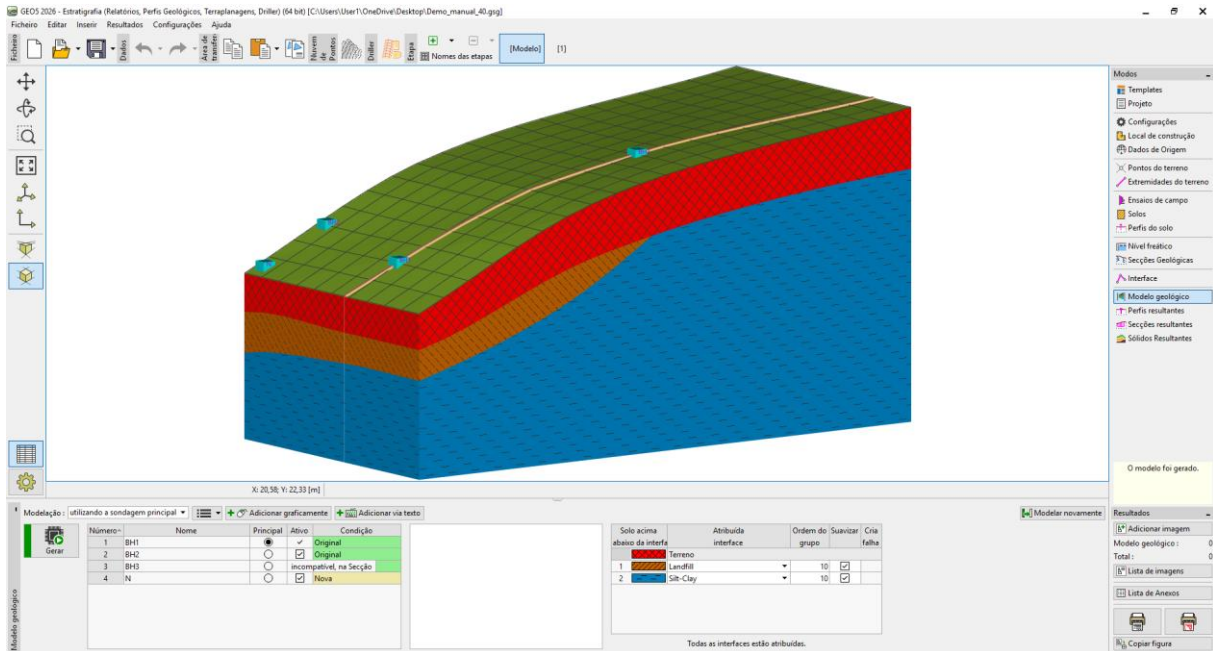 GEO5 2026 - Estratigrafia (Relatórios, Perfis Geológicos, Terraplanagens, Driller) (64 bit) [C:\Users\User1\OneDrive\Desktop\Demo_manual_40.gsg]
Ficheiro Editar Inserir Resultados Configurações Ajuda
Ficheiro
Dados
Área de transfer
Nuvem de Pontos
Driller
Etapa
Nomes das etapas
[Modelo]
[1]
Modos
Templates
Projeto
Configurações
Local de construção
Dados de Origem
Pontos do terreno
Extremidades do terreno
Ensaios de campo
Solos
Perfis do solo
Nível freático
Secções Geológicas
Interface
Modelo geológico
Perfis resultantes
Secções resultantes
Sólidos Resultantes
O modelo foi gerado.
X: 20,58; Y: 22,33 [m]
Modelação : utilizando a sondagem principal
Adicionar graficamente
Adicionar via texto
Modelar novamente
Gerar
Número Nome Principal Ativo Condição
1 BH1 Original
2 BH2 Original
3 BH3 incompatível, na Secção
4 N Nova
Solo acima Atribuída Ordem do Suavizar Cria
abaixo da interfa interface grupo falha
Terreno
1 Landfill 10
2 Silt-Clay 10
Todas as interfaces estão atribuídas.
Modelo geológico
Resultados
Adicionar imagem
Modelo geológico : 0
Total : 0
Lista de imagens
Lista de Anexos
Copiar figura